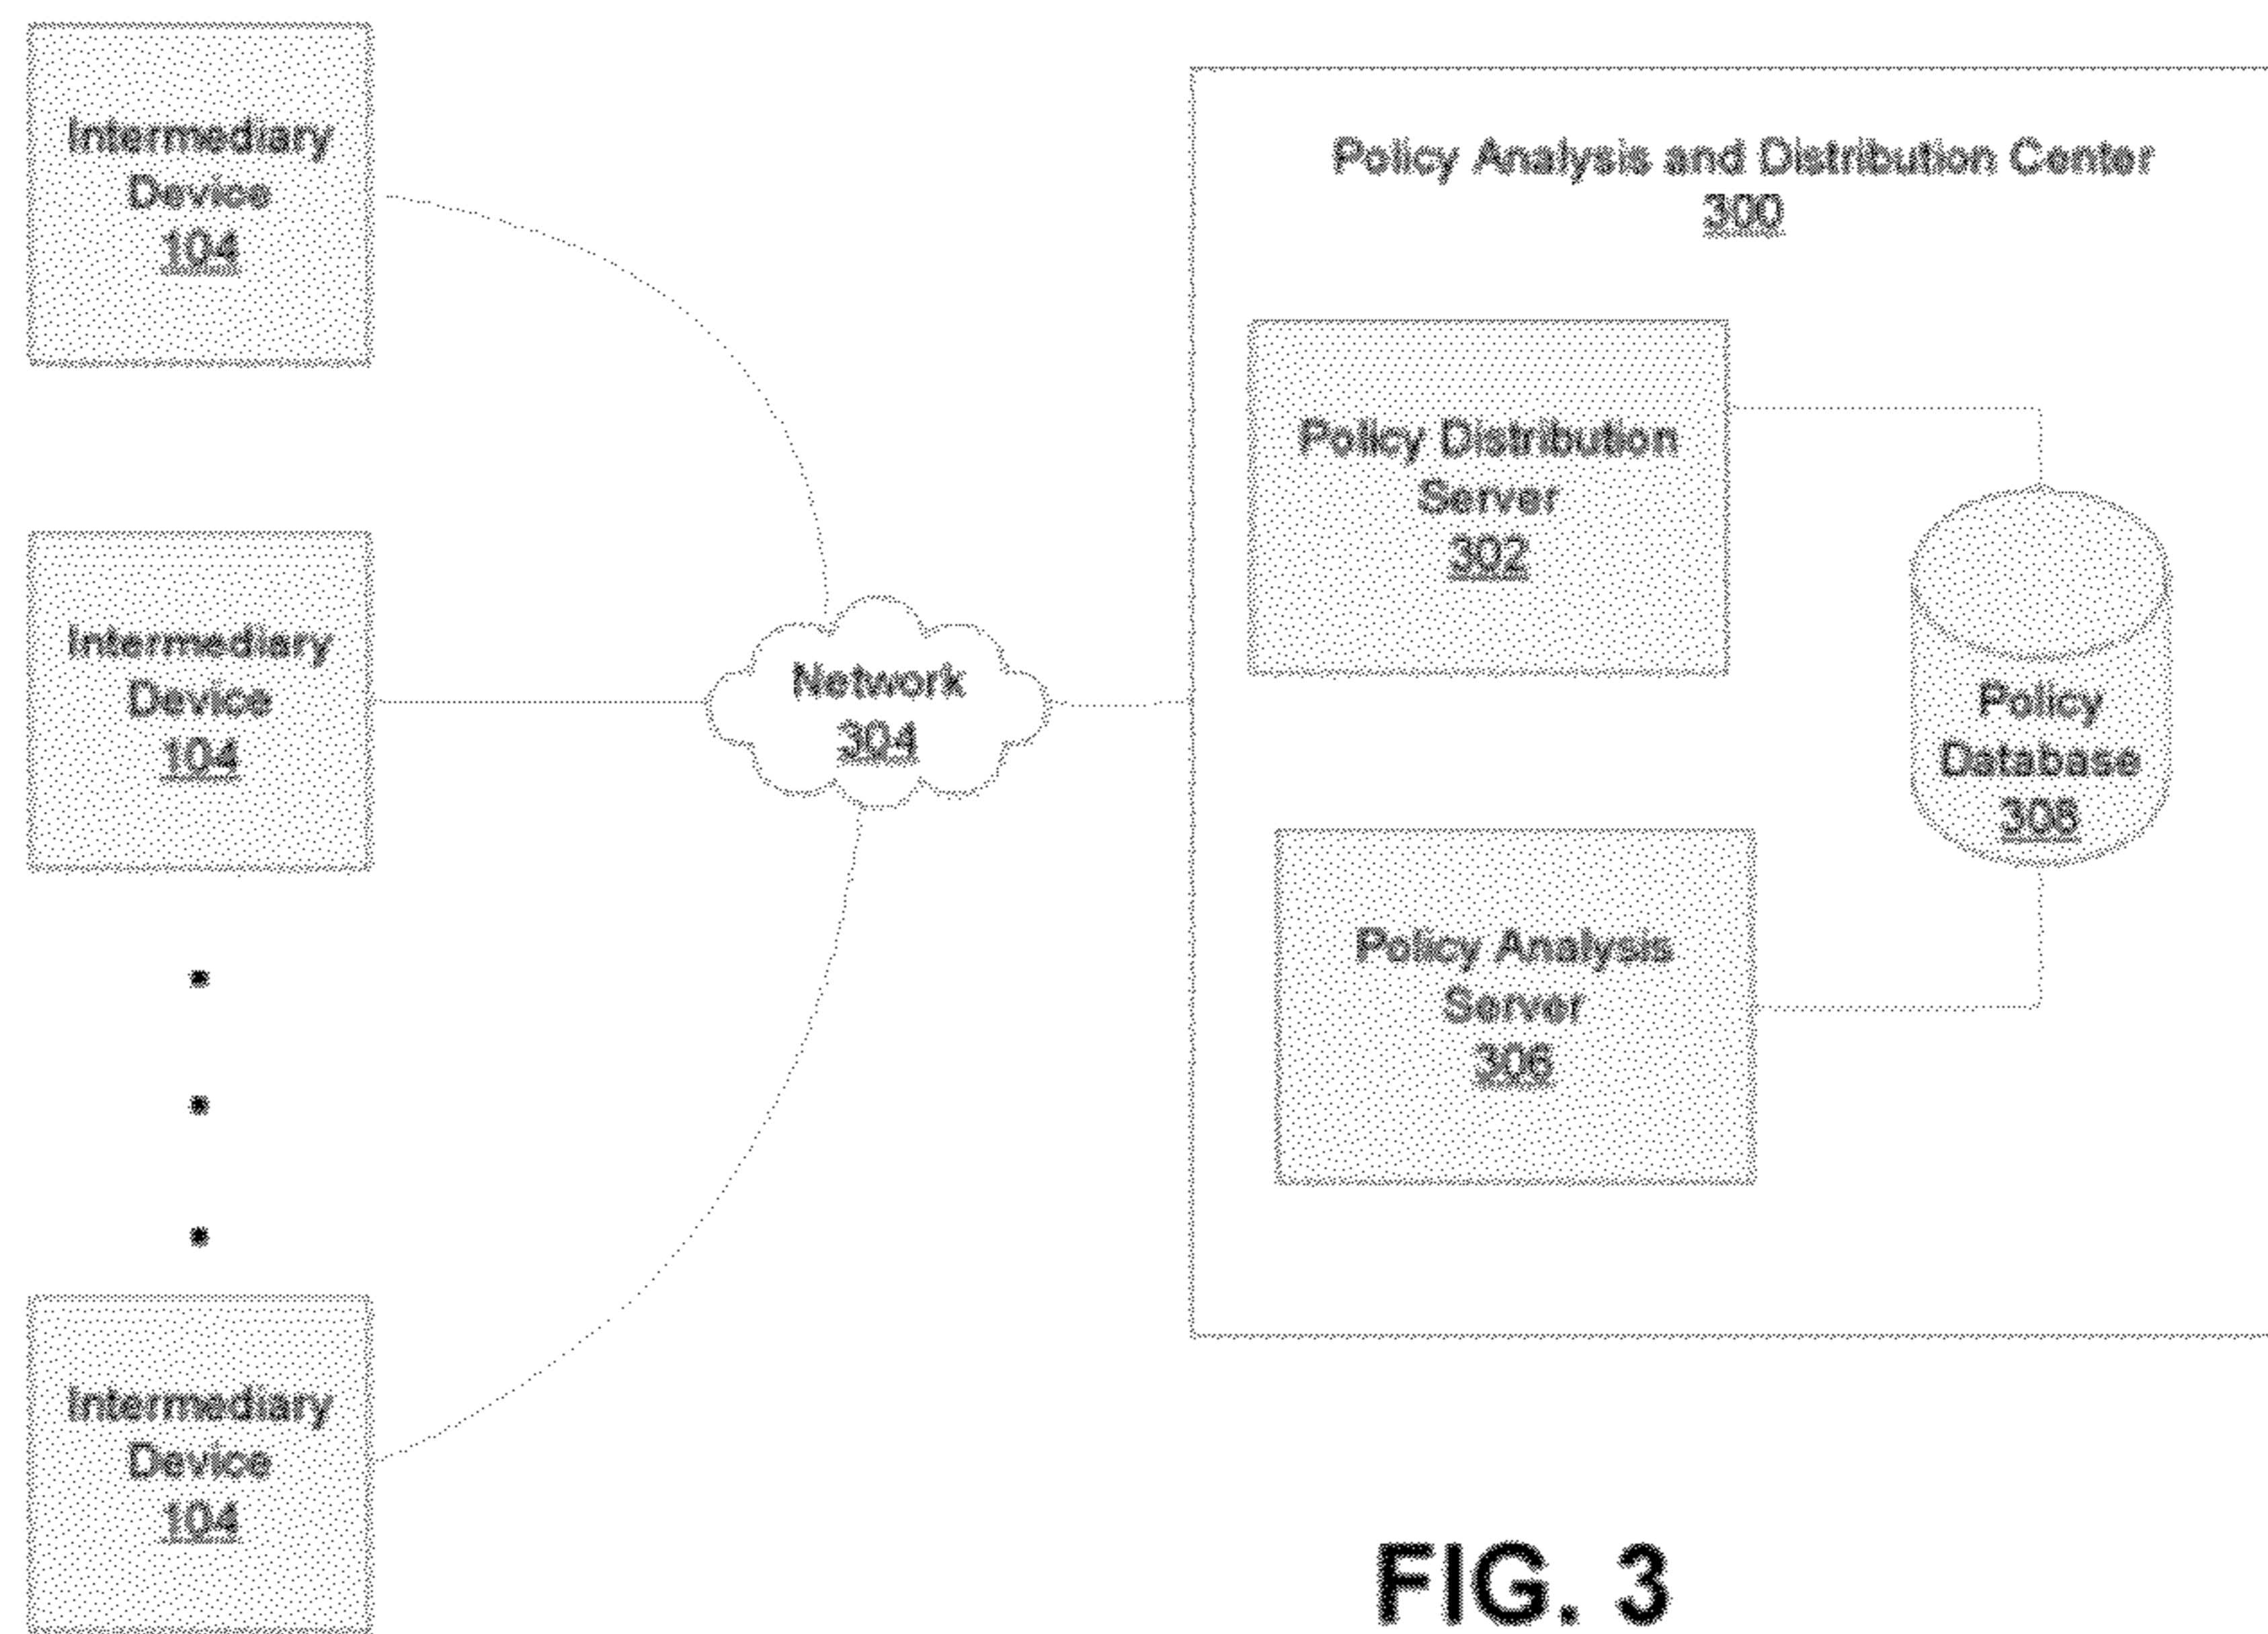 Intermediary
Device
104
Policy Analysis and Distribution Center
300
Policy Distribution
Server
302
Intermediary
Device
104
Network
304
Policy
Database
308
Policy Analysis
Server
306
Intermediary
Device
104
FIG. 3